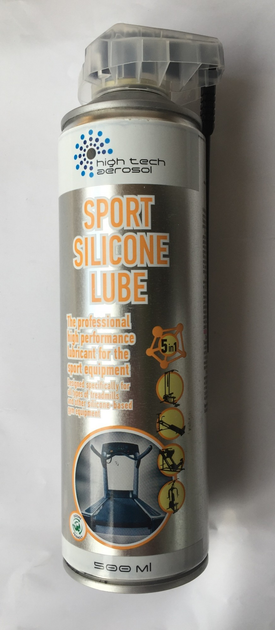 high tech
aerosol
SPORT
SILICONE
LUBE
The professional
high performance
lubricant for the
sport equipment
5 in 1
500 Ml